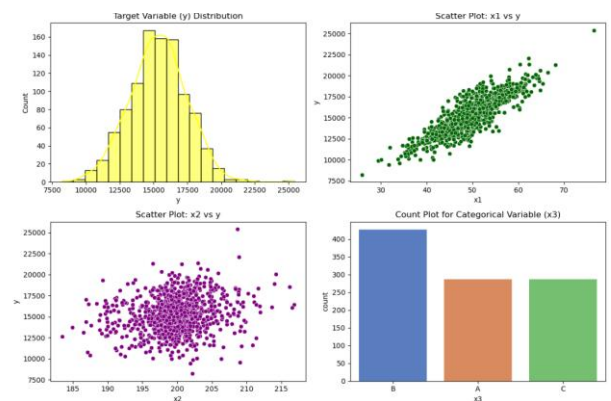 Target Variable (y) Distribution
160
140
120
100
80
60
40
20
0
Count
7500 10000 12500 15000 17500 20000 22500 25000
y
Scatter Plot: x1 vs y
25000
22500
20000
17500
15000
12500
10000
7500
y
30 40 50 60 70
x1
Scatter Plot: x2 vs y
25000
22500
20000
17500
15000
12500
10000
7500
y
185 190 195 200 205 210 215
x2
Count Plot for Categorical Variable (x3)
400
350
300
250
200
150
100
50
0
count
B A C
x3